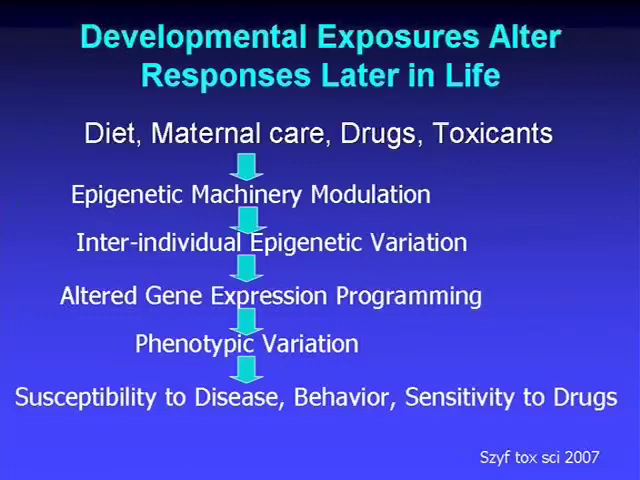 Developmental Exposures Alter
Responses Later in Life
Diet, Maternal care, Drugs, Toxicants
Epigenetic Machinery Modulation
Inter-individual Epigenetic Variation
Altered Gene Expression Programming
Phenotypic Variation
Susceptibility to Disease, Behavior, Sensitivity to Drugs
Szyf tox sci 2007